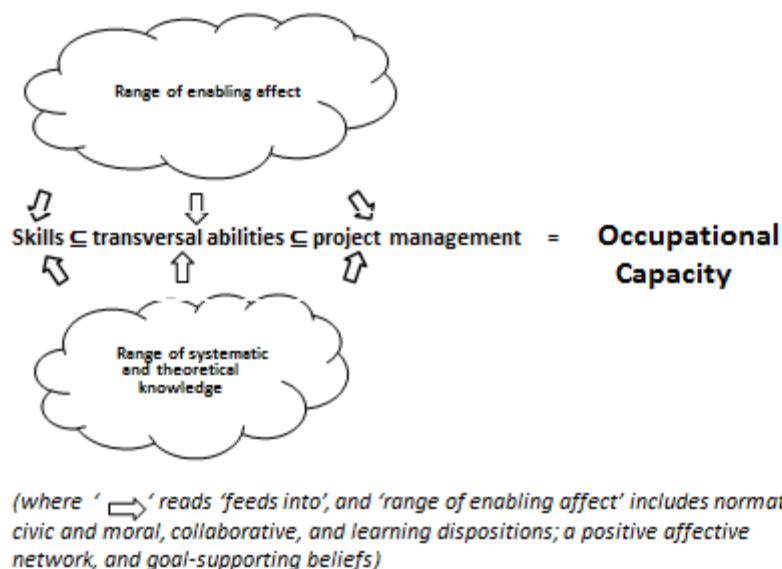 Range of enabling affect
Skills ⊆ transversal abilities ⊆ project management = Occupational
Capacity
Range of systematic
and theoretical
knowledge
(where ‘ ⇨ ‘ reads ‘feeds into’, and ‘range of enabling affect’ includes normat
civic and moral, collaborative, and learning dispositions; a positive affective
network, and goal-supporting beliefs)